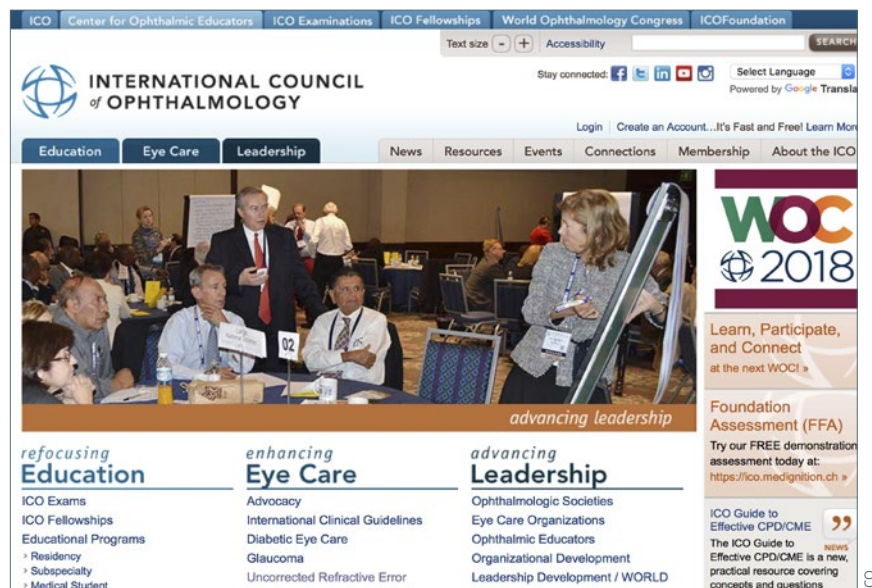 ICO Center for Ophthalmic Educators ICO Examinations ICO Fellowships World Ophthalmology Congress ICOFoundation
Text size - + Accessibility SEARCH
INTERNATIONAL COUNCIL
of OPHTHALMOLOGY
Stay connected: Select Language
Powered by Google Transla
Login Create an Account...It's Fast and Free! Learn More
Education Eye Care Leadership News Resources Events Connections Membership About the ICO
02
advancing leadership
WOC
2018
Learn, Participate,
and Connect
at the next WOC! »
Foundation
Assessment (FFA)
Try our FREE demonstration
assessment today at:
https://ico.medignition.ch »
ICO Guide to
Effective CPD/CME
NEWS
The ICO Guide to
Effective CPD/CME is a new,
practical resource covering
concepts and questions
refocusing
Education
ICO Exams
ICO Fellowships
Educational Programs
› Residency
› Subspecialty
› Medical Student
enhancing
Eye Care
Advocacy
International Clinical Guidelines
Diabetic Eye Care
Glaucoma
Uncorrected Refractive Error
advancing
Leadership
Ophthalmologic Societies
Eye Care Organizations
Ophthalmic Educators
Organizational Development
Leadership Development / WORLD